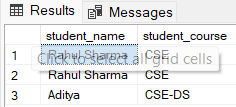 Results Messages
student_name student_course
1 Rahul Sharma CSE
Click to select all grid cells
2 Rahul Sharma CSE
3 Aditya CSE-DS